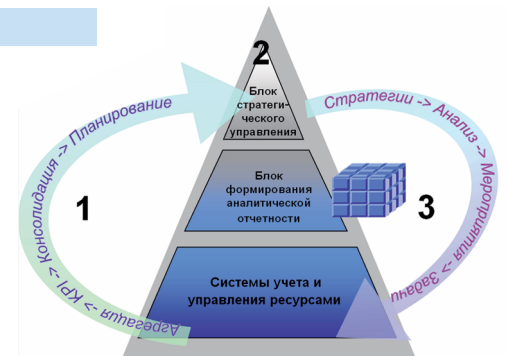 2
Блок
стратеги-
ческого
управления
Агрегация -> KPI -> Консолидация -> Планирование
Стратегии -> Анализ -> Мероприятия -> Задачи
Блок
формирования
аналитической
отчетности
1
3
Системы учета и
управления ресурсами